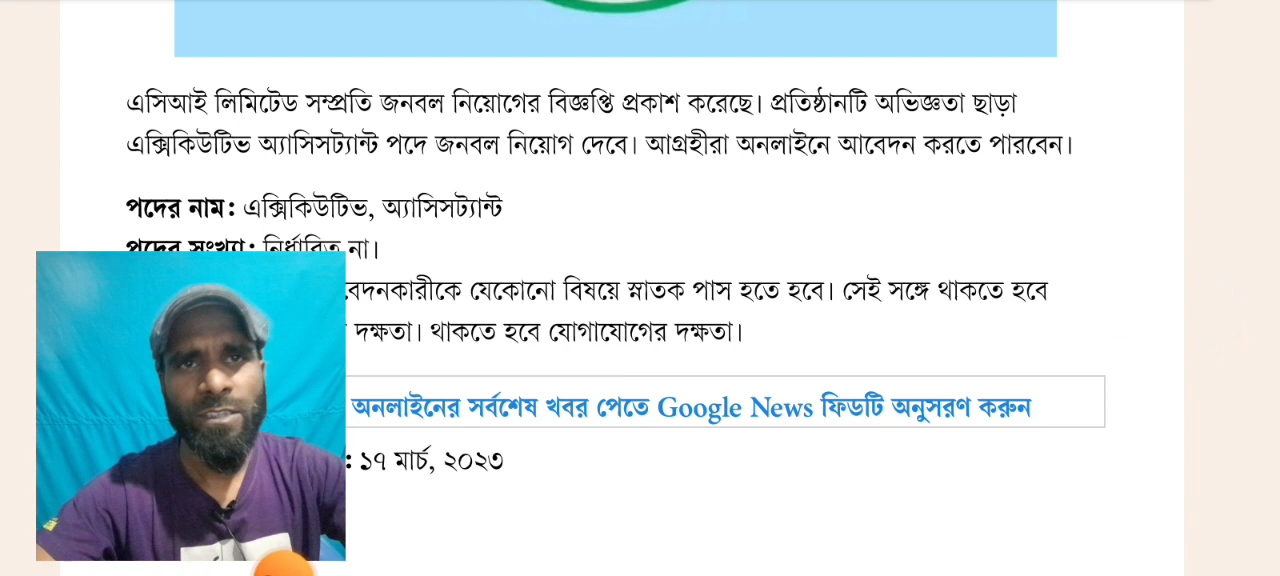 এসিআই লিমিটেড সম্প্রতি জনবল নিয়োগের বিজ্ঞপ্তি প্রকাশ করেছে। প্রতিষ্ঠানটি অভিজ্ঞতা ছাড়া
এক্সিকিউটিভ অ্যাসিসট্যান্ট পদে জনবল নিয়োগ দেবে। আগ্রহীরা অনলাইনে আবেদন করতে পারবেন।
পদের নাম: এক্সিকিউটিভ, অ্যাসিসট্যান্ট
পদের সংখ্যা: নির্ধারিত না।
বেদনকারীকে যেকোনো বিষয়ে স্নাতক পাস হতে হবে। সেই সঙ্গে থাকতে হবে
দক্ষতা। থাকতে হবে যোগাযোগের দক্ষতা।
অনলাইনের সর্বশেষ খবর পেতে Google News ফিডটি অনুসরণ করুন
: ১৭ মার্চ, ২০২৩